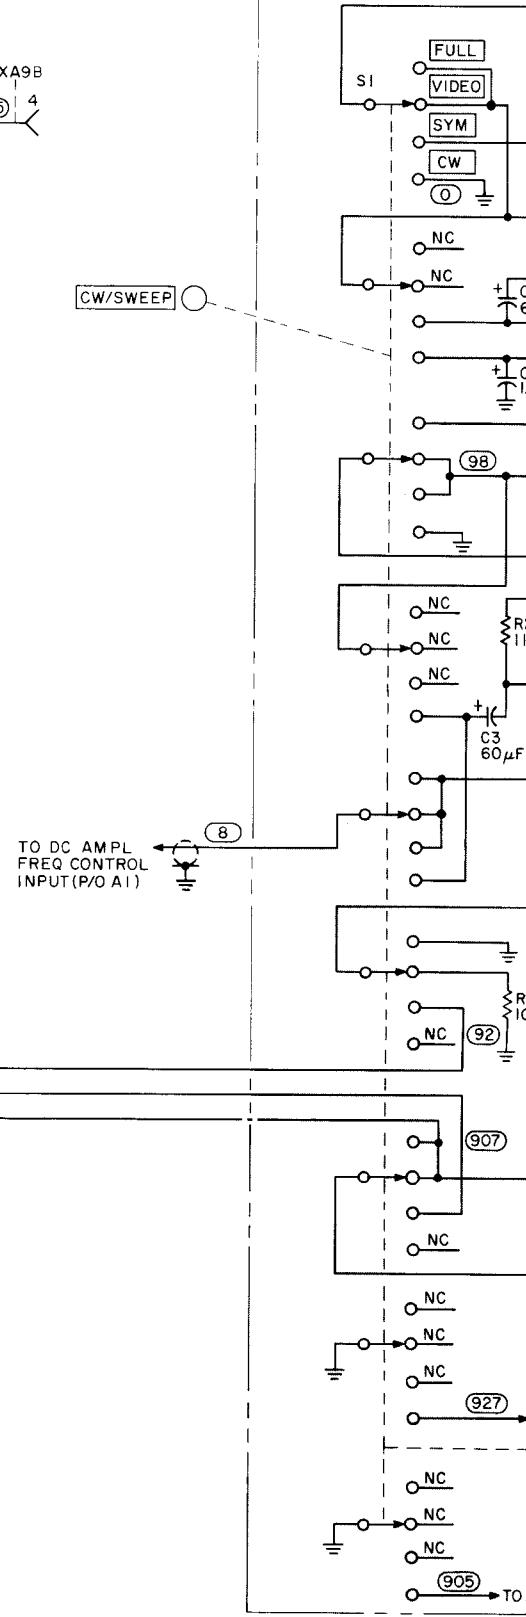 FULL
XA9B
S1
VIDEO
4
SYM
CW
0
NC
NC
CW/SWEEP
+
+
98
NC
NC
NC
+
C3
60μF
8
TO DC AMPL
FREQ CONTROL
INPUT (P/O A1)
NC
92
907
NC
NC
NC
NC
927
NC
NC
NC
905
TO